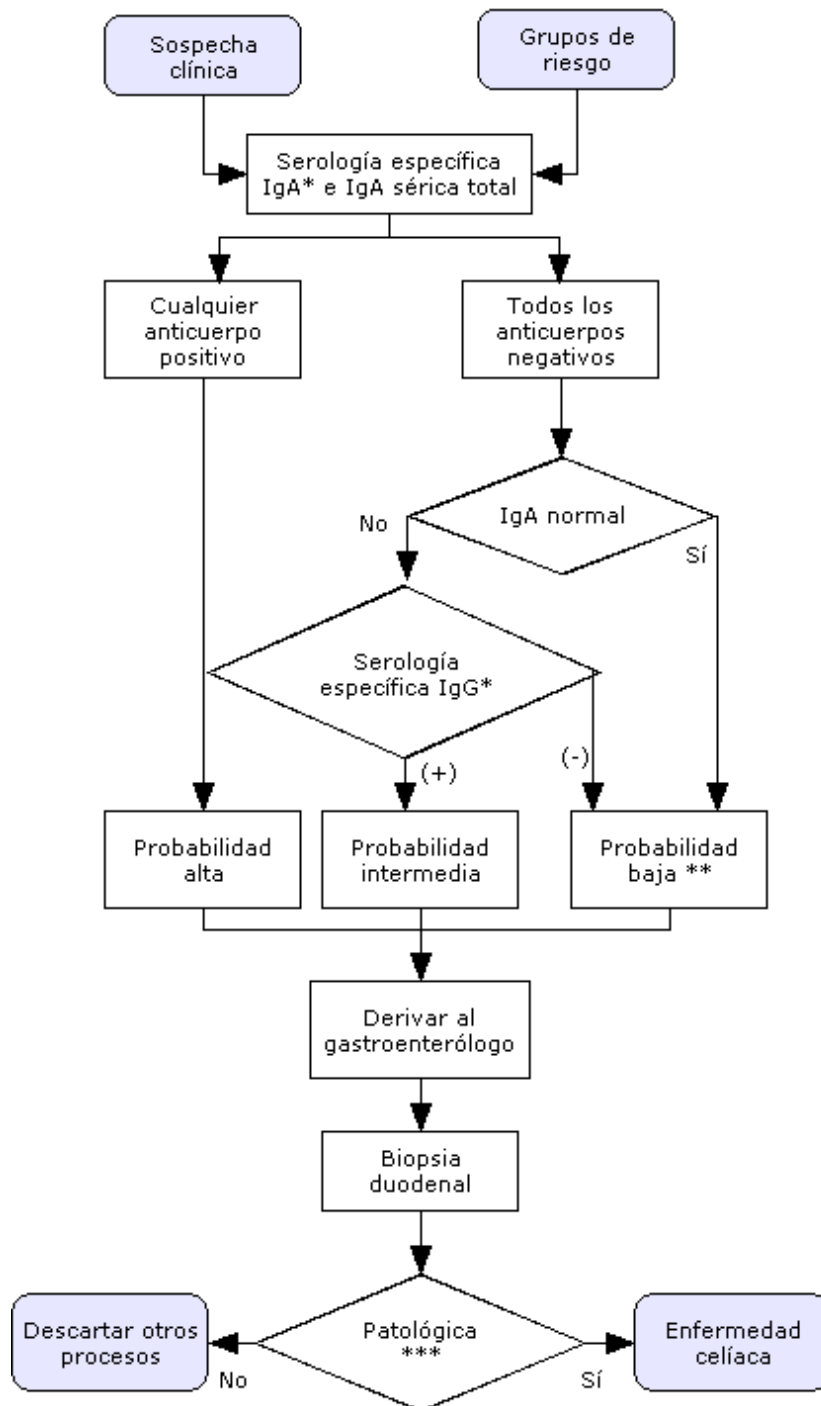 Sospecha
clínica
Grupos de
riesgo
Serología específica
IgA* e IgA sérica total
Cualquier
anticuerpo
positivo
Todos los
anticuerpos
negativos
IgA normal
No
Sí
Serología
específica IgG*
(+)
(-)
Probabilidad
alta
Probabilidad
intermedia
Probabilidad
baja **
Derivar al
gastroenterólogo
Biopsia
duodenal
Patológica
***
No
Sí
Descartar otros
procesos
Enfermedad
celíaca